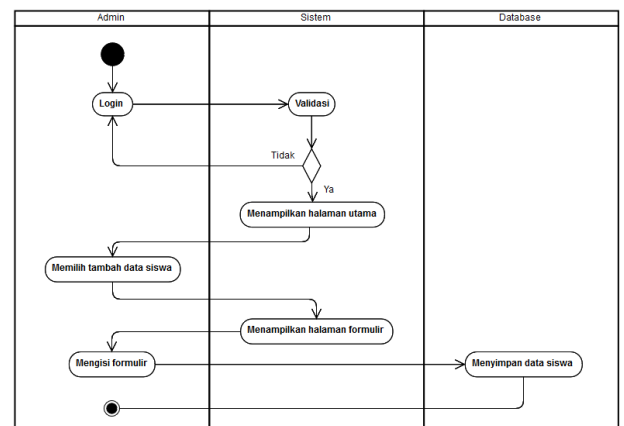 Admin
Sistem
Database
Login
Validasi
Tidak
Ya
Menampilkan halaman utama
Memilih tambah data siswa
Menampilkan halaman formulir
Mengisi formulir
Menyimpan data siswa